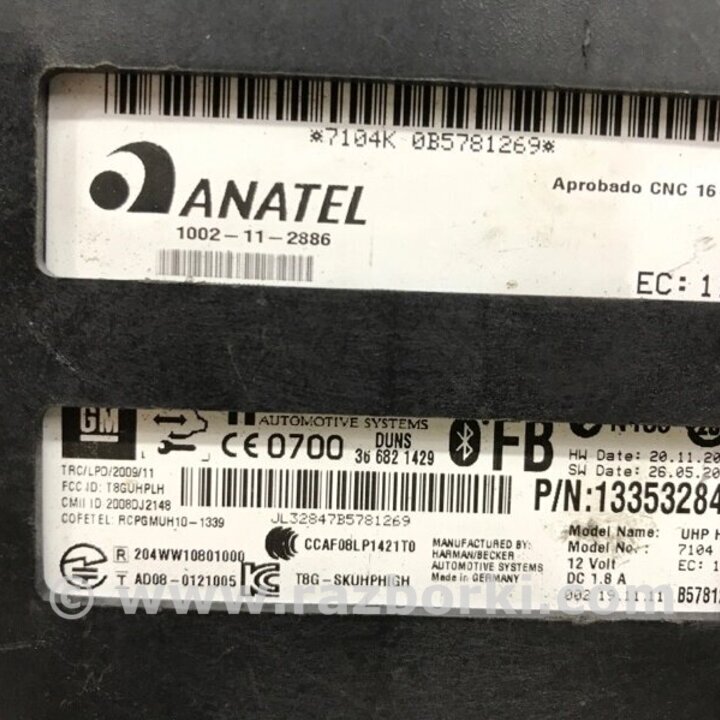 *7104K 0B5781269*
ANATEL
1002-11-2886
Aprobado CNC 16
EC: 1
GM
AUTOMOTIVE SYSTEMS
CE0700
DUNS
36 682 1429
FB
HW Date: 20.11.20
SW Date: 26.05.20
TRC/LPD/2009/11
FCC ID: T8GUHPLH
CMII ID: 2008DJ2148
COFETEL: RCPGMUH10-1339
JL32847B5781269
P/N:13353284
R 204WW10801000
T AD08-0121005
CCAF08LP1421T0
T8G-SKUHPHIGH
MANUFACTURED BY:
HARMAN/BECKER
AUTOMOTIVE SYSTEMS
Made in GERMANY
Model Name: UHP H
Model No.: 7104
12 Volt EC: 1
DC 1.8 A
002 19.11.11 B5781
© www.razborki.com